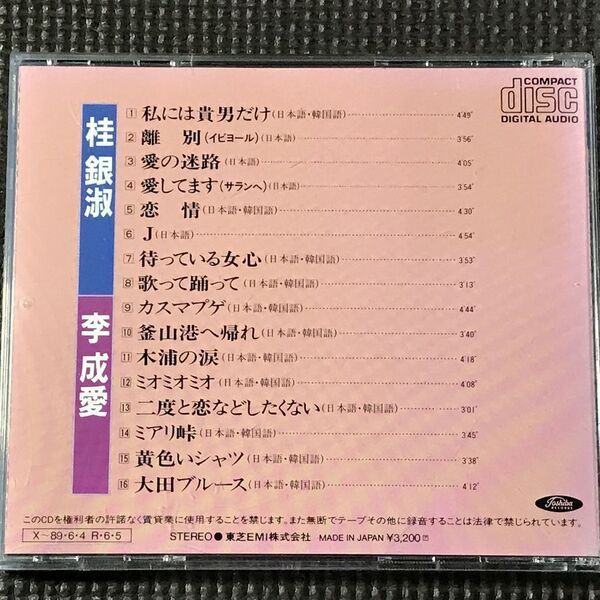 COMPACT
disc
DIGITAL AUDIO
桂銀淑
李成愛
1 私には貴男だけ(日本語・韓国語) 4'49"
2 離別(イビヨール)(日本語・韓国語) 3'56"
3 愛の迷路(日本語) 4'05"
4 愛してます(サランヘ)(日本語・韓国語) 3'54"
5 恋情(日本語・韓国語) 4'30"
6 J(日本語) 4'54"
7 待っている女心(日本語・韓国語) 3'53"
8 歌って踊って(日本語・韓国語) 3'13"
9 カスマプゲ(日本語・韓国語) 4'44"
10 釜山港へ帰れ(日本語・韓国語) 3'40"
11 木浦の涙(日本語・韓国語) 4'18"
12 ミオミオミオ(日本語・韓国語) 4'08"
13 二度と恋などしたくない(日本語・韓国語) 3'01"
14 ミアリ峠(日本語・韓国語) 3'45"
15 黄色いシャツ(日本語・韓国語) 3'38"
16 大田ブルース(日本語・韓国語) 4'12"
Toshiba
RECORDS
このCDを権利者の許諾なく賃貸業に使用することを禁じます。また無断でテープその他に録音することは法律で禁じられています。
X~89・6・4 R・6・5
STEREO ● 東芝EMI株式会社 MADE IN JAPAN ¥3,200